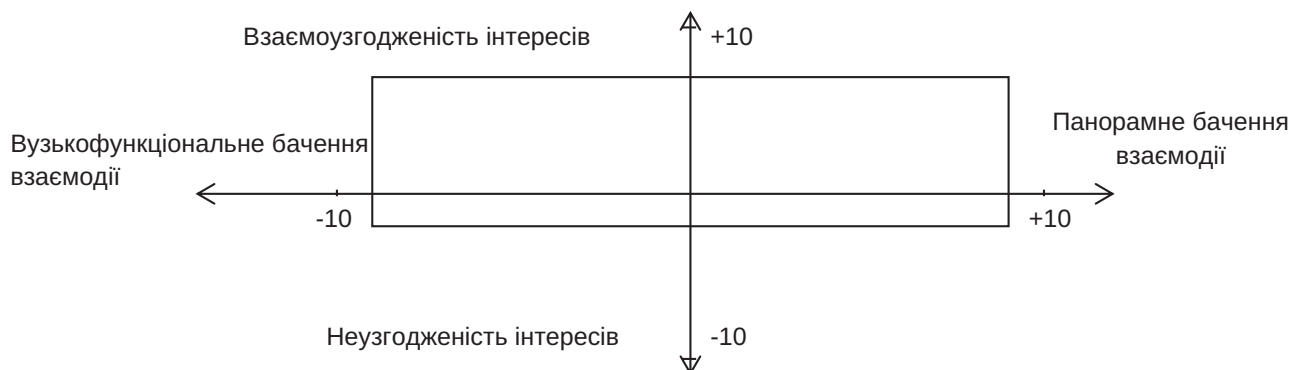 Взаємоузгодженість інтересів
+10
Вузькофункціональне бачення
взаємодії
Панорамне бачення
взаємодії
-10
+10
Неузгодженість інтересів
-10